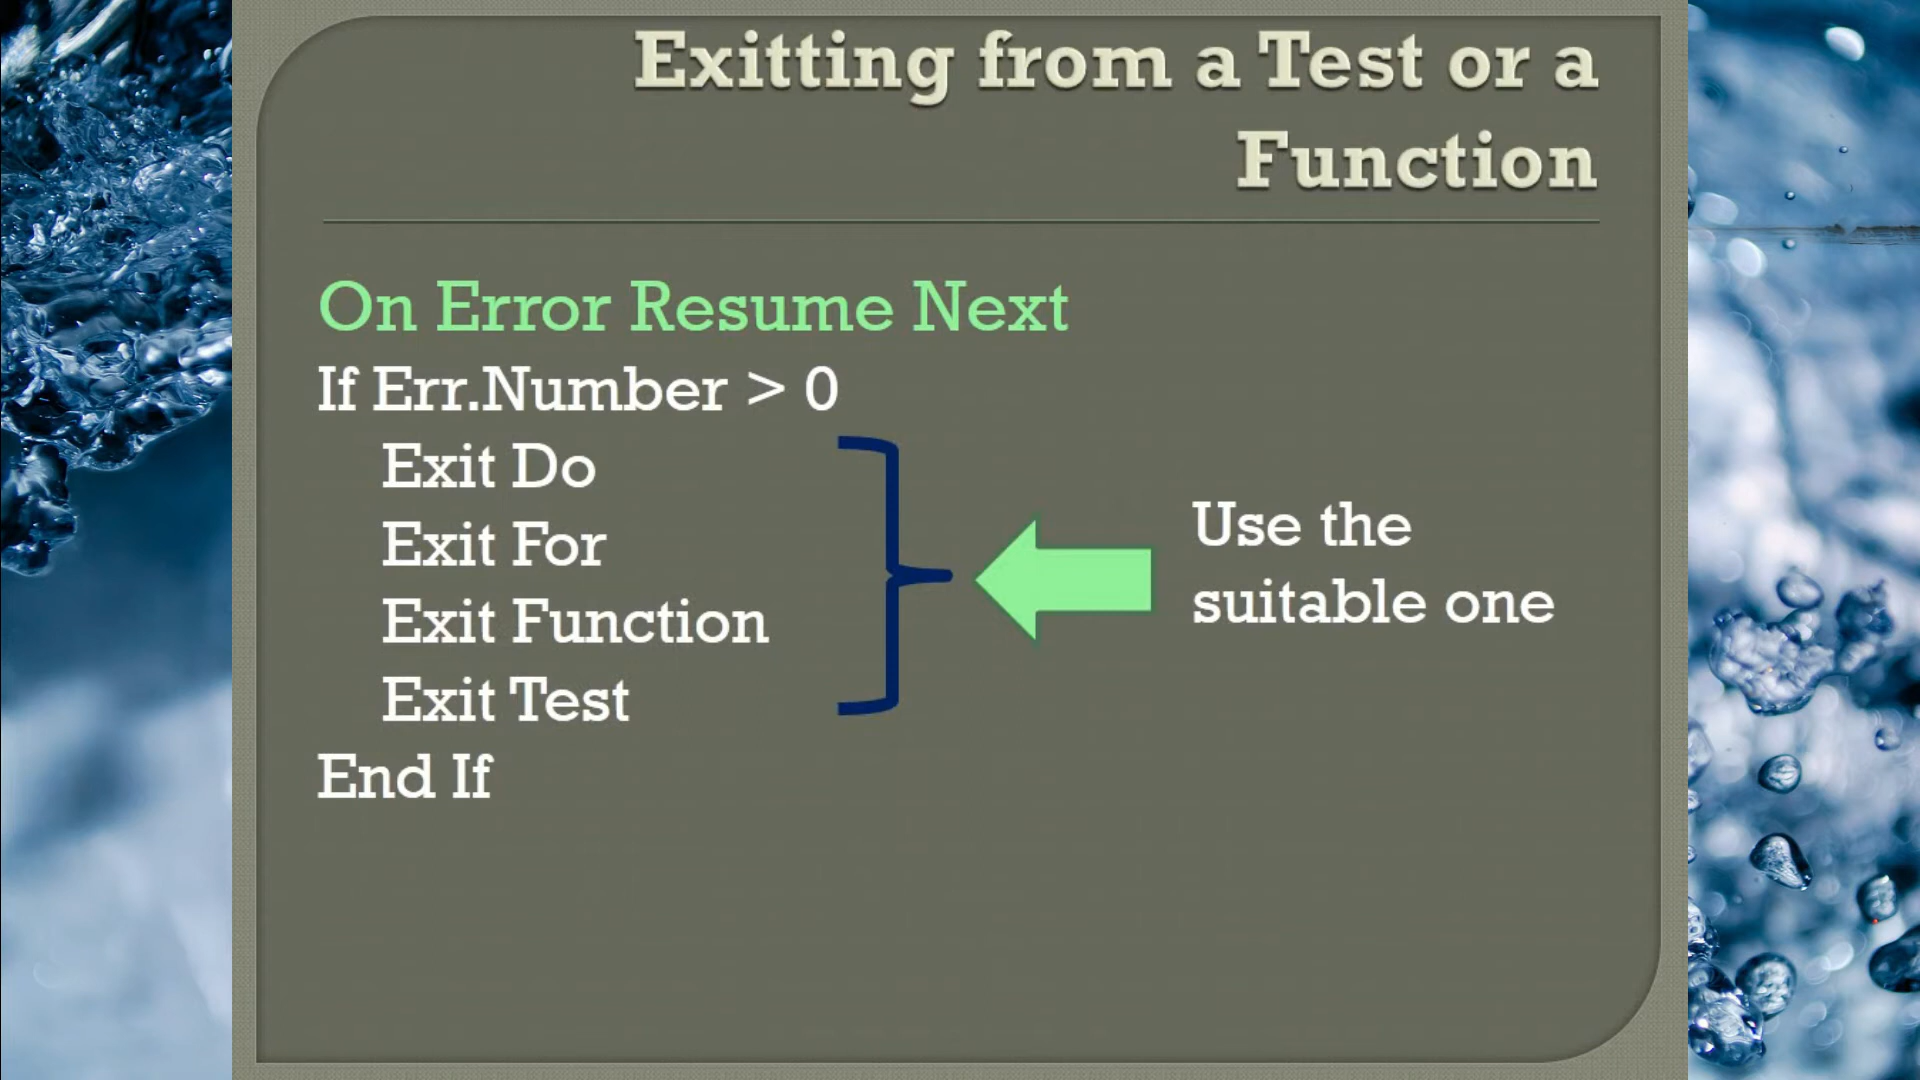 Exitting from a Test or a
Function
On Error Resume Next
If Err.Number > 0
Exit Do
Exit For
Exit Function
Exit Test
End If
Use the
suitable one